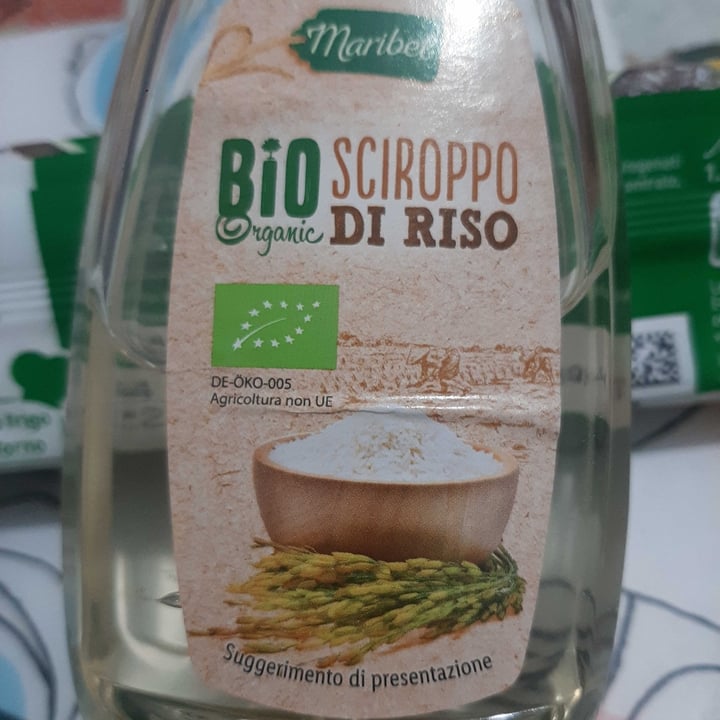 Maribel
BiO SCIROPPO
Organic DI RISO
DE-ÖKO-005
Agricoltura non UE
Suggerimento di presentazione